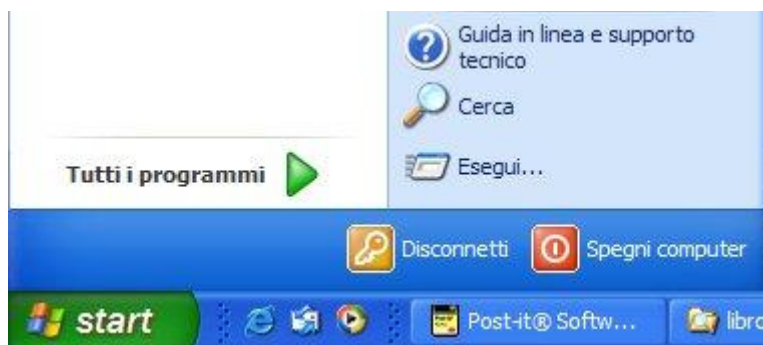 Guida in linea e supporto
tecnico
Cerca
Tutti i programmi
Esegui...
Disconnetti
Spegni computer
start
Post-it® Softw...
libro